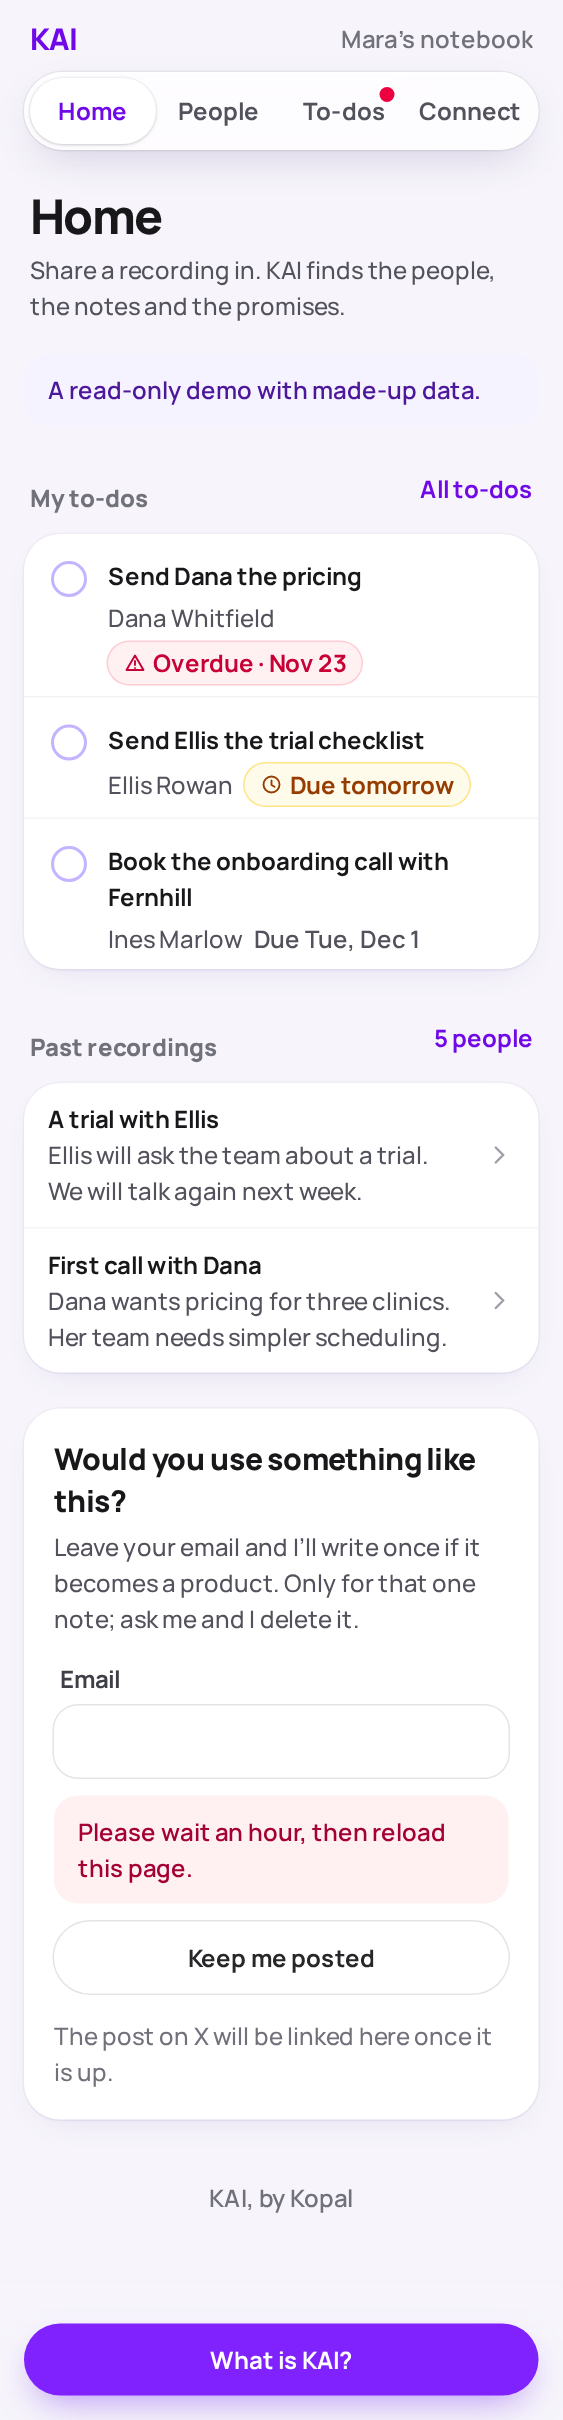 KAI
Mara's notebook
Home
People
To-dos
Connect
Home
Share a recording in. KAI finds the people,
the notes and the promises.
A read-only demo with made-up data.
My to-dos
All to-dos
Send Dana the pricing
Dana Whitfield
Overdue · Nov 23
Send Ellis the trial checklist
Ellis Rowan
Due tomorrow
Book the onboarding call with
Fernhill
Ines Marlow
Due Tue, Dec 1
Past recordings
5 people
A trial with Ellis
Ellis will ask the team about a trial.
We will talk again next week.
First call with Dana
Dana wants pricing for three clinics.
Her team needs simpler scheduling.
Would you use something like
this?
Leave your email and I’ll write once if it
becomes a product. Only for that one
note; ask me and I delete it.
Email
Please wait an hour, then reload
this page.
Keep me posted
The post on X will be linked here once it
is up.
KAI, by Kopal
What is KAI?